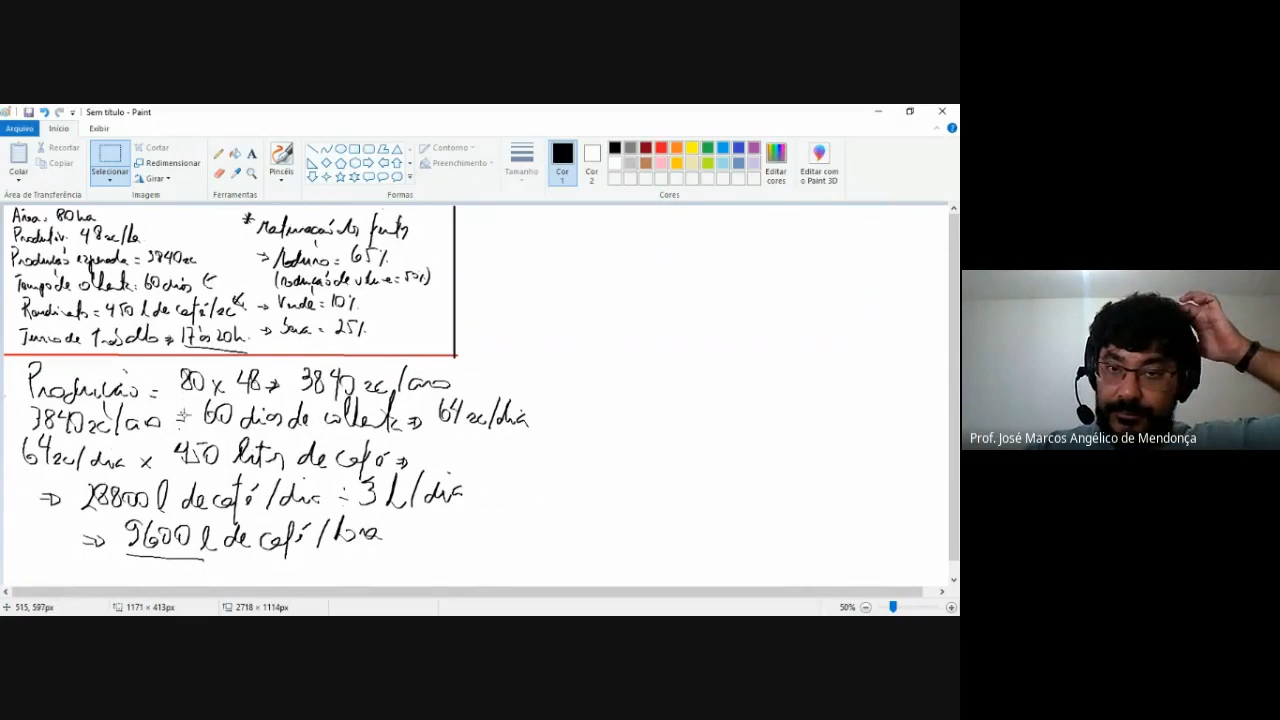 Sem título - Paint
Arquivo Início Exibir
Colar
Recortar
Copiar
Área de Transferência
Selecionar
Cortar
Redimensionar
Girar
Imagem
Ferramentas
Pincéis
Contorno
Preenchimento
Formas
Tamanho
Cor 1
Cor 2
Editar cores
Editar com o Paint 3D
Cores
Área: 80 ha
Produtiv. 48 sc/ha
Produção esperada = 3840 sc
Tempo de colheita: 60 dias
Rendimento = 450 l de café/sc
Turno de trabalho ⇒ 17 às 20h.
* Maturação dos frutos
→ Maduro = 65%
(redução de volume = 50%)
→ Verde = 10%
→ = 25%
Produção = 80 x 48 ⇒ 3840 sc/ano
3840 sc/ano ÷ 60 dias de colheita ⇒ 64 sc/dia
64 sc/dia x 450 litros de café ⇒
⇒ 28800 l de café/dia ÷ 3 h/dia
⇒ 9600 l de café/hora
515, 597px
1171 × 413px
2718 × 1114px
50%
Prof. José Marcos Angélico de Mendonça